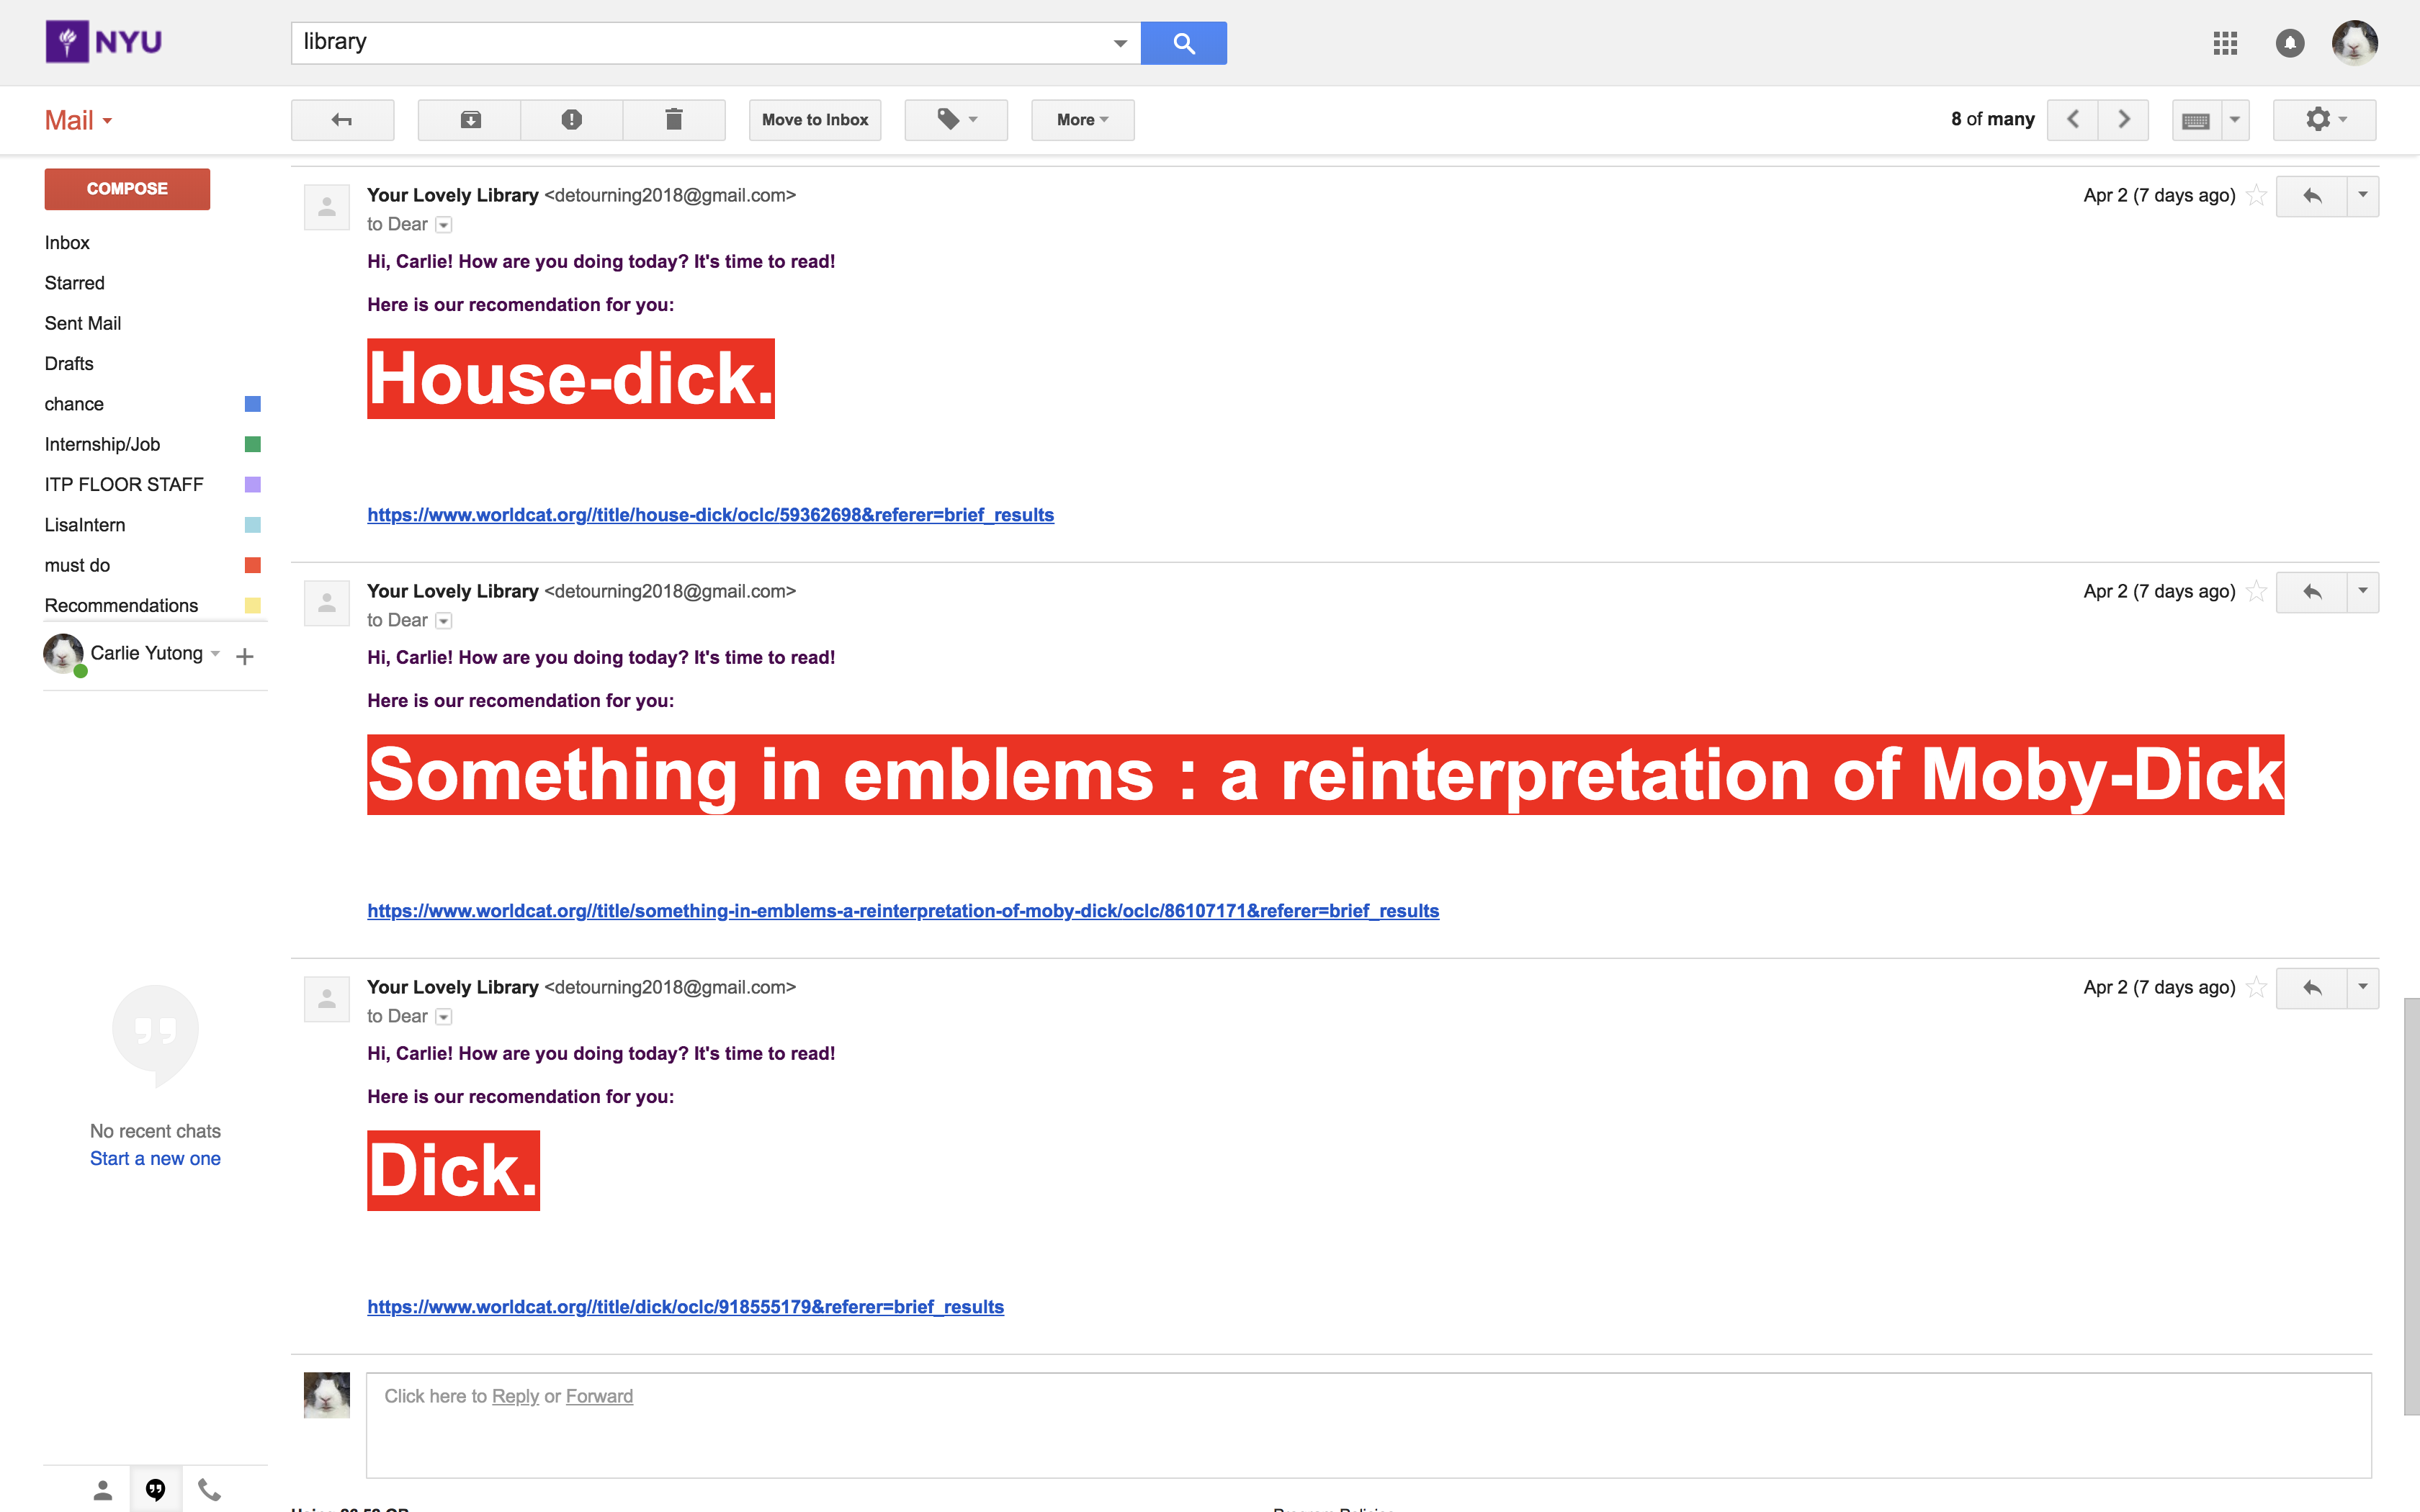 NYU
library
Mail
Move to Inbox
More
8 of many
COMPOSE
Inbox
Starred
Sent Mail
Drafts
chance
Internship/Job
ITP FLOOR STAFF
LisaIntern
must do
Recommendations
Carlie Yutong
No recent chats
Start a new one
Your Lovely Library <detourning2018@gmail.com>
Apr 2 (7 days ago)
to Dear
Hi, Carlie! How are you doing today? It's time to read!
Here is our recomendation for you:
House-dick.
https://www.worldcat.org//title/house-dick/oclc/59362698&referer=brief_results
Your Lovely Library <detourning2018@gmail.com>
Apr 2 (7 days ago)
to Dear
Hi, Carlie! How are you doing today? It's time to read!
Here is our recomendation for you:
Something in emblems : a reinterpretation of Moby-Dick
https://www.worldcat.org//title/something-in-emblems-a-reinterpretation-of-moby-dick/oclc/86107171&referer=brief_results
Your Lovely Library <detourning2018@gmail.com>
Apr 2 (7 days ago)
to Dear
Hi, Carlie! How are you doing today? It's time to read!
Here is our recomendation for you:
Dick.
https://www.worldcat.org//title/dick/oclc/918555179&referer=brief_results
Click here to Reply or Forward